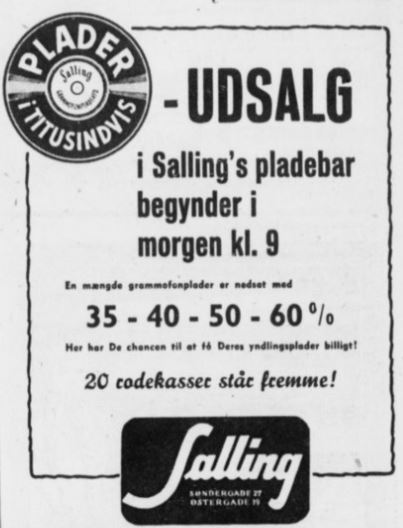 PLADER
i TITUSINDVIS
Salling
GRAMMOFONPLADER
- UDSALG
i Salling's pladebar
begynder i
morgen kl. 9
En mængde grammofonplader er nedsat med
35 - 40 - 50 - 60 %
Her har De chancen til at få Deres yndlingsplader billigt!
20 rodekasser står fremme!
Salling
SØNDERGADE 27
ØSTERGADE 19